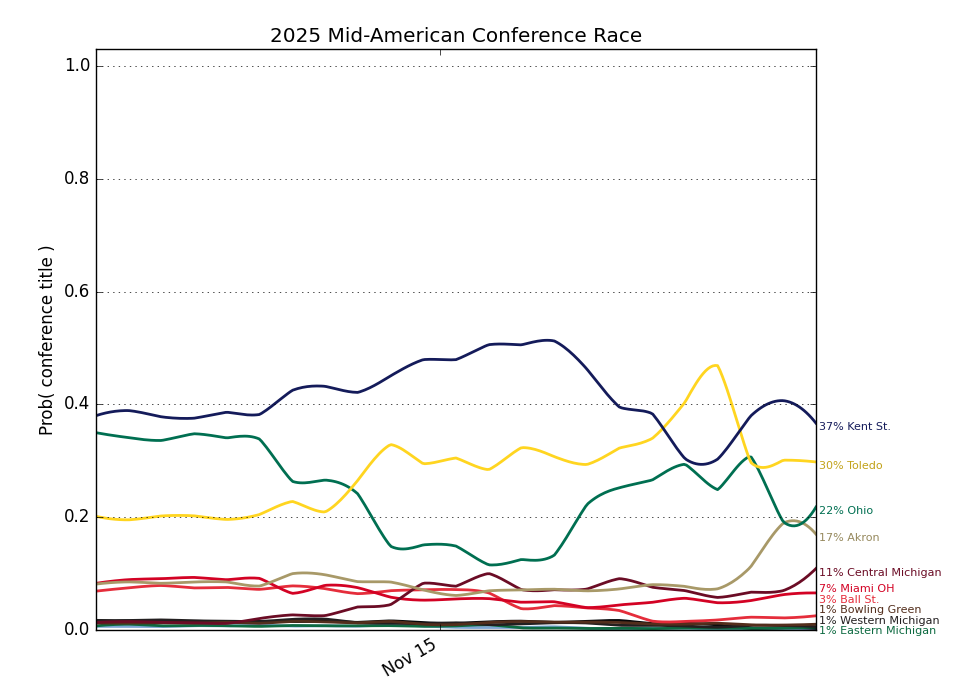 2025 Mid-American Conference Race
Prob( conference title )
1.0
0.8
0.6
0.4
0.2
0.0
Nov 15
37% Kent St.
30% Toledo
22% Ohio
17% Akron
11% Central Michigan
7% Miami OH
3% Ball St.
1% Bowling Green
1% Western Michigan
1% Eastern Michigan